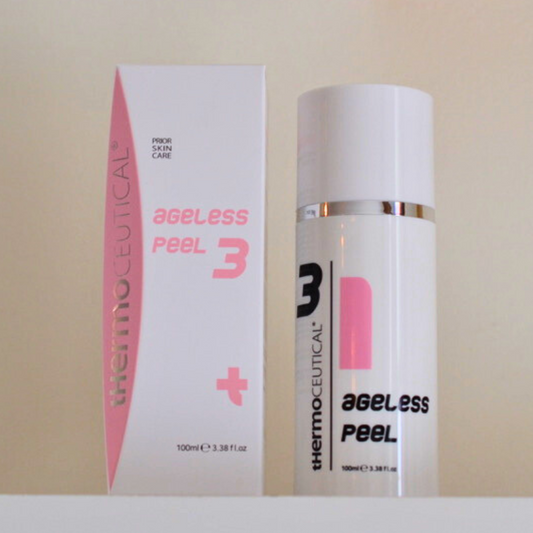 tHermoCEUTICAL®
PRIOR
SKIN
CARE
ageless
peel
3
100ml ℮ 3.38 fl.oz
3
tHermoCEUTICAL®
ageless
peel
100ml ℮ 3.38 fl.oz